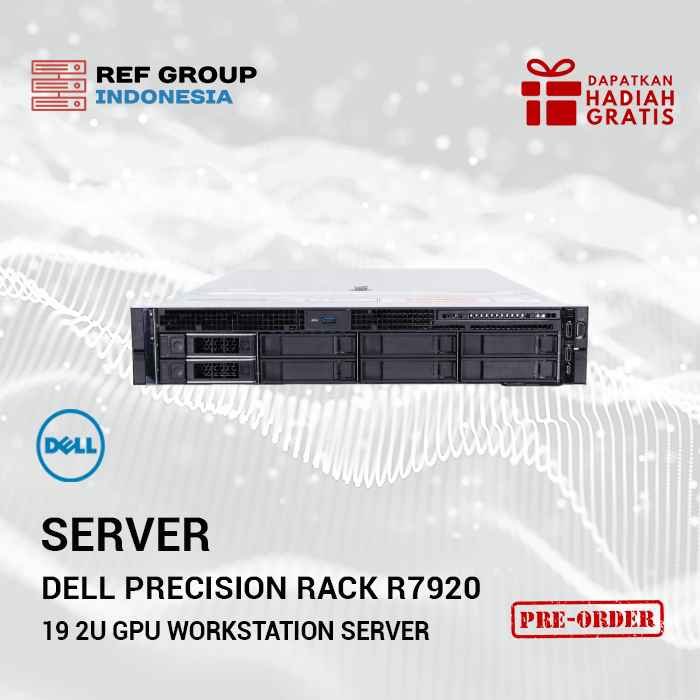 REF GROUP
INDONESIA
DAPATKAN
HADIAH
GRATIS
DELL
SERVER
DELL PRECISION RACK R7920
19 2U GPU WORKSTATION SERVER
PRE-ORDER